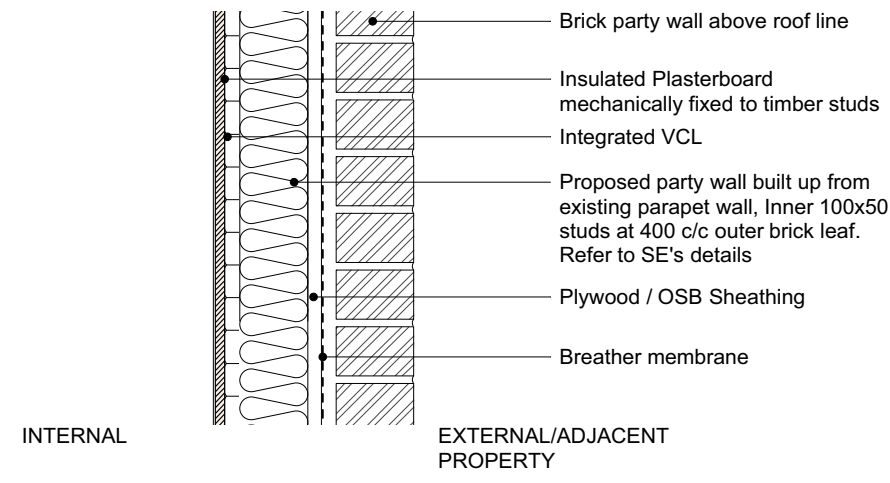 Brick party wall above roof line
Insulated Plasterboard
mechanically fixed to timber studs
Integrated VCL
Proposed party wall built up from
existing parapet wall, Inner 100x50
studs at 400 c/c outer brick leaf.
Refer to SE's details
Plywood / OSB Sheathing
Breather membrane
INTERNAL
EXTERNAL/ADJACENT
PROPERTY